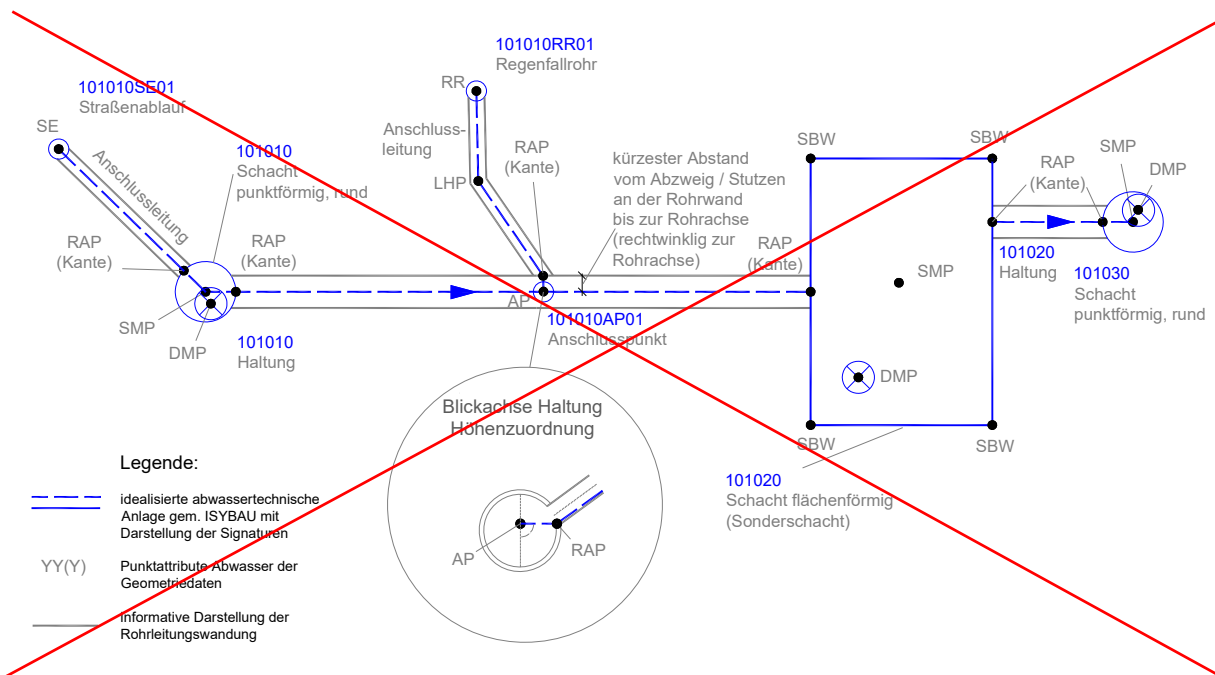 101010RR01
Regenfallrohr
RR
101010SE01
Straßenablauf
SE
Anschlussleitung
101010
Schacht
punktförmig, rund
Anschluss-
leitung
LHP
RAP
(Kante)
kürzester Abstand
vom Abzweig / Stutzen
an der Rohrwand
bis zur Rohrachse
(rechtwinklig zur
Rohrachse)
SBW
SBW
RAP
(Kante)
SMP
DMP
RAP
(Kante)
RAP
(Kante)
RAP
(Kante)
SMP
DMP
101010
Haltung
AP
101010AP01
Anschlusspunkt
SMP
DMP
101020
Haltung
101030
Schacht
punktförmig, rund
SBW
SBW
101020
Schacht flächenförmig
(Sonderschacht)
Blickachse Haltung
Höhenzuordnung
AP
RAP
Legende:
idealisierte abwassertechnische
Anlage gem. ISYBAU mit
Darstellung der Signaturen
YY(Y)
Punktattribute Abwasser der
Geometriedaten
Informative Darstellung der
Rohrleitungswandung